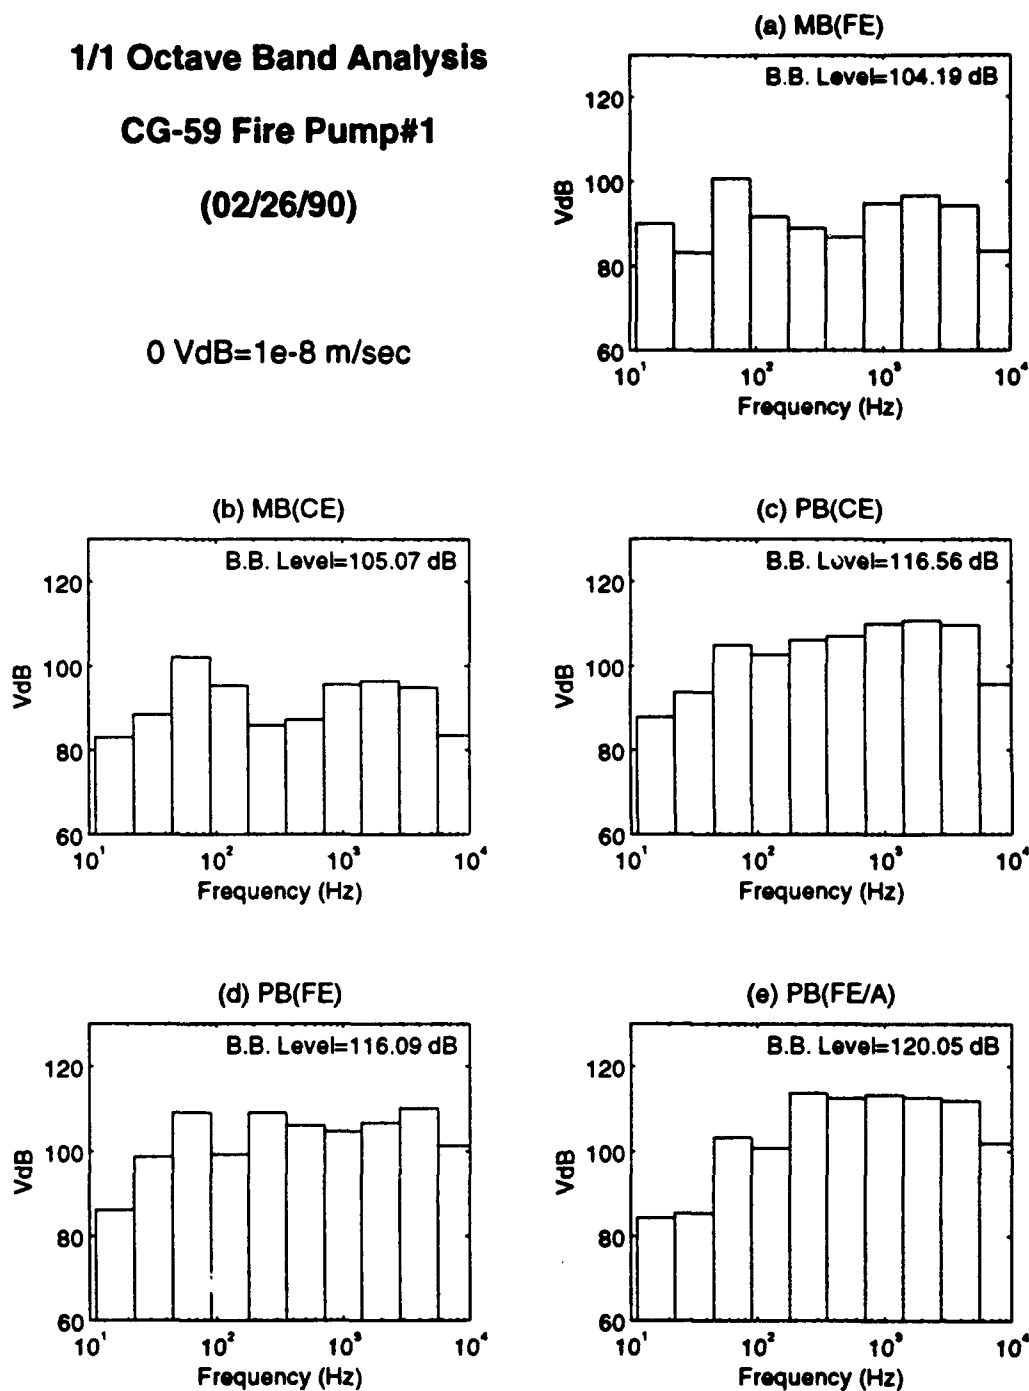 1/1 Octave Band Analysis
CG-59 Fire Pump#1
(02/26/90)
0 VdB=1e-8 m/sec
(a) MB(FE)
B.B. Level=104.19 dB
120
100
80
60
VdB
10¹ 10² 10³ 10⁴
Frequency (Hz)
(b) MB(CE)
B.B. Level=105.07 dB
120
100
80
60
VdB
10¹ 10² 10³ 10⁴
Frequency (Hz)
(c) PB(CE)
B.B. Level=116.56 dB
120
100
80
60
VdB
10¹ 10² 10³ 10⁴
Frequency (Hz)
(d) PB(FE)
B.B. Level=116.09 dB
120
100
80
60
VdB
10¹ 10² 10³ 10⁴
Frequency (Hz)
(e) PB(FE/A)
B.B. Level=120.05 dB
120
100
80
60
VdB
10¹ 10² 10³ 10⁴
Frequency (Hz)